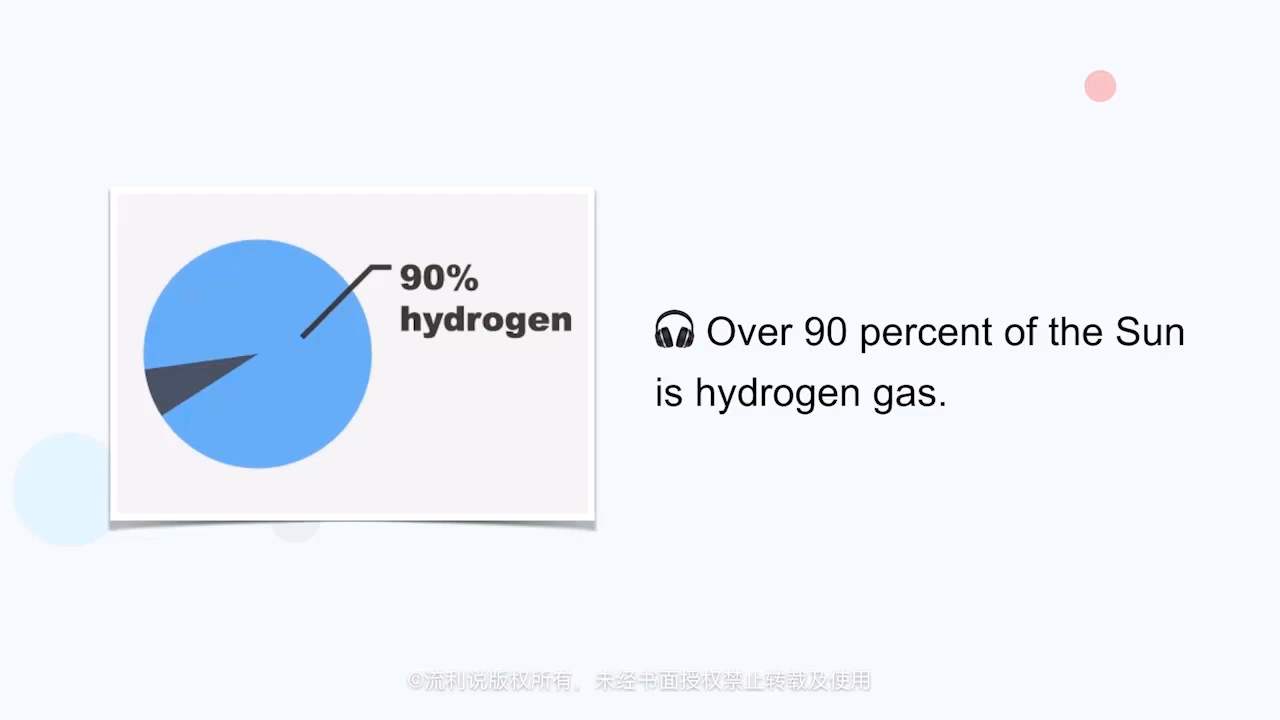 90%
hydrogen
🎧 Over 90 percent of the Sun
is hydrogen gas.
©流利说版权所有，未经书面授权禁止转载及使用